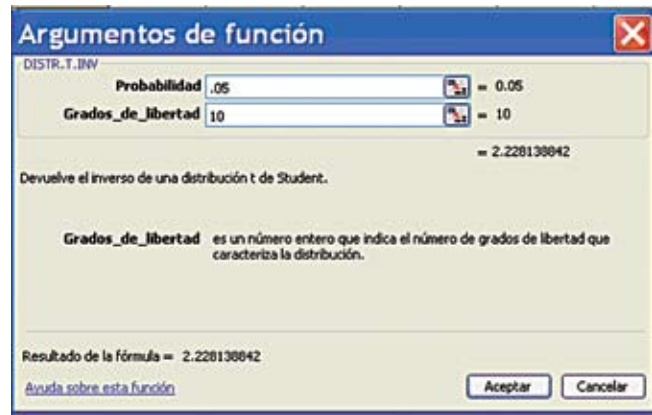 Argumentos de función
DISTR.T.INV
Probabilidad .05 = 0.05
Grados_de_libertad 10 = 10
= 2.228138842
Devuelve el inverso de una distribución t de Student.
Grados_de_libertad es un número entero que indica el número de grados de libertad que
caracteriza la distribución.
Resultado de la fórmula = 2.228138842
Ayuda sobre esta función Aceptar Cancelar